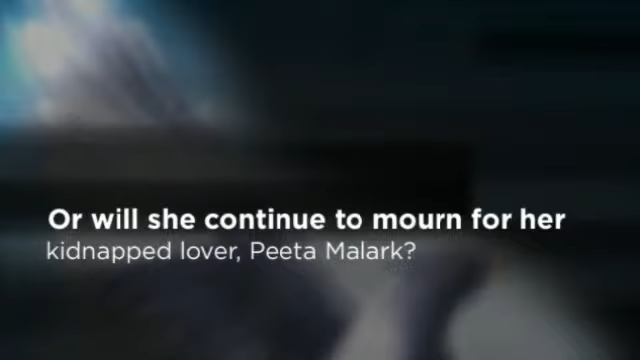 Or will she continue to mourn for her
kidnapped lover, Peeta Malark?